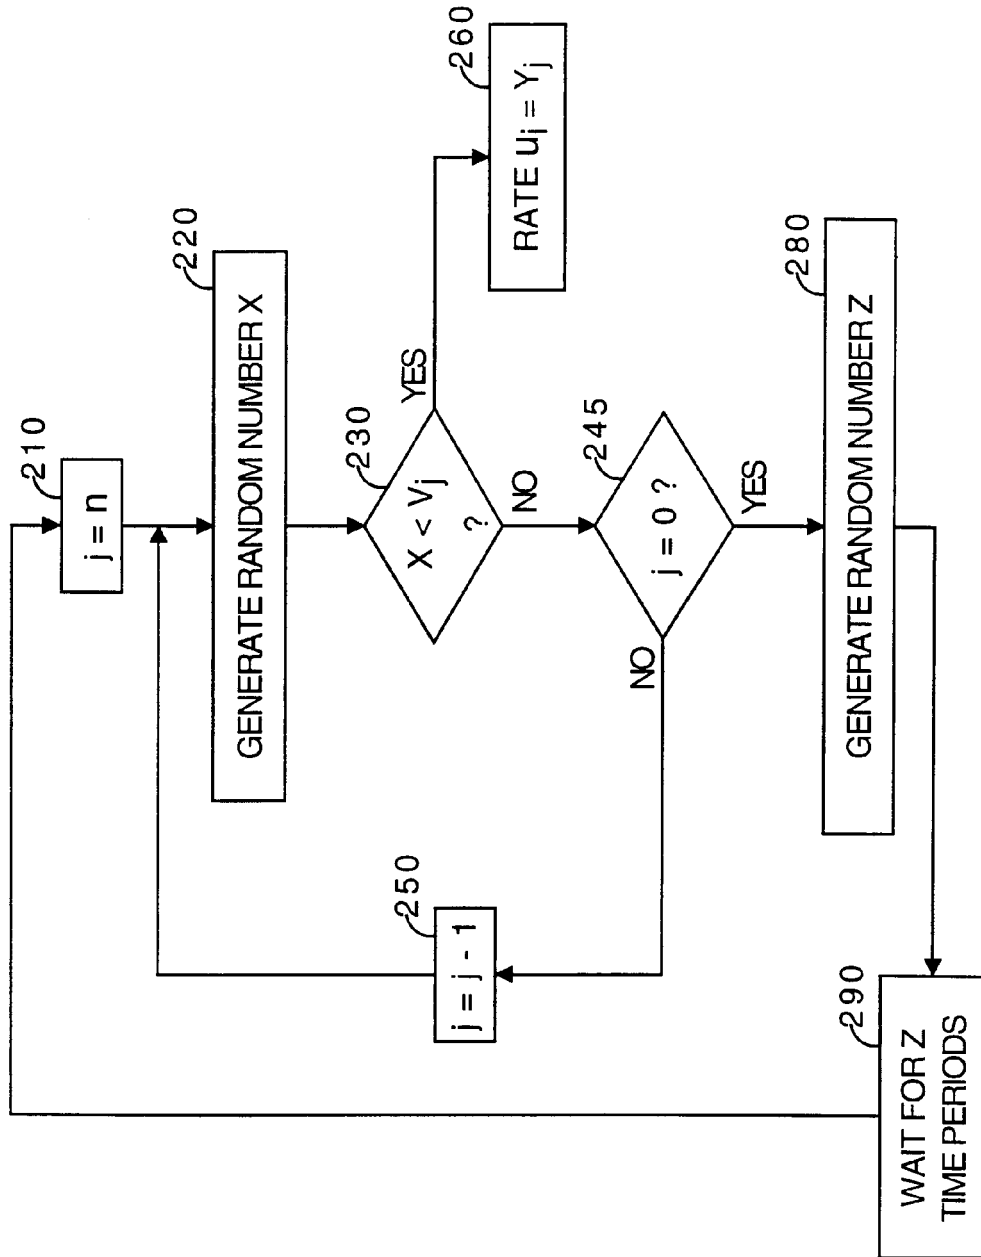 210
j = n
220
GENERATE RANDOM NUMBER X
230
X < Vj
?
YES
NO
260
RATE uj = Yj
245
j = 0 ?
NO
YES
250
j = j - 1
280
GENERATE RANDOM NUMBER Z
290
WAIT FOR Z
TIME PERIODS